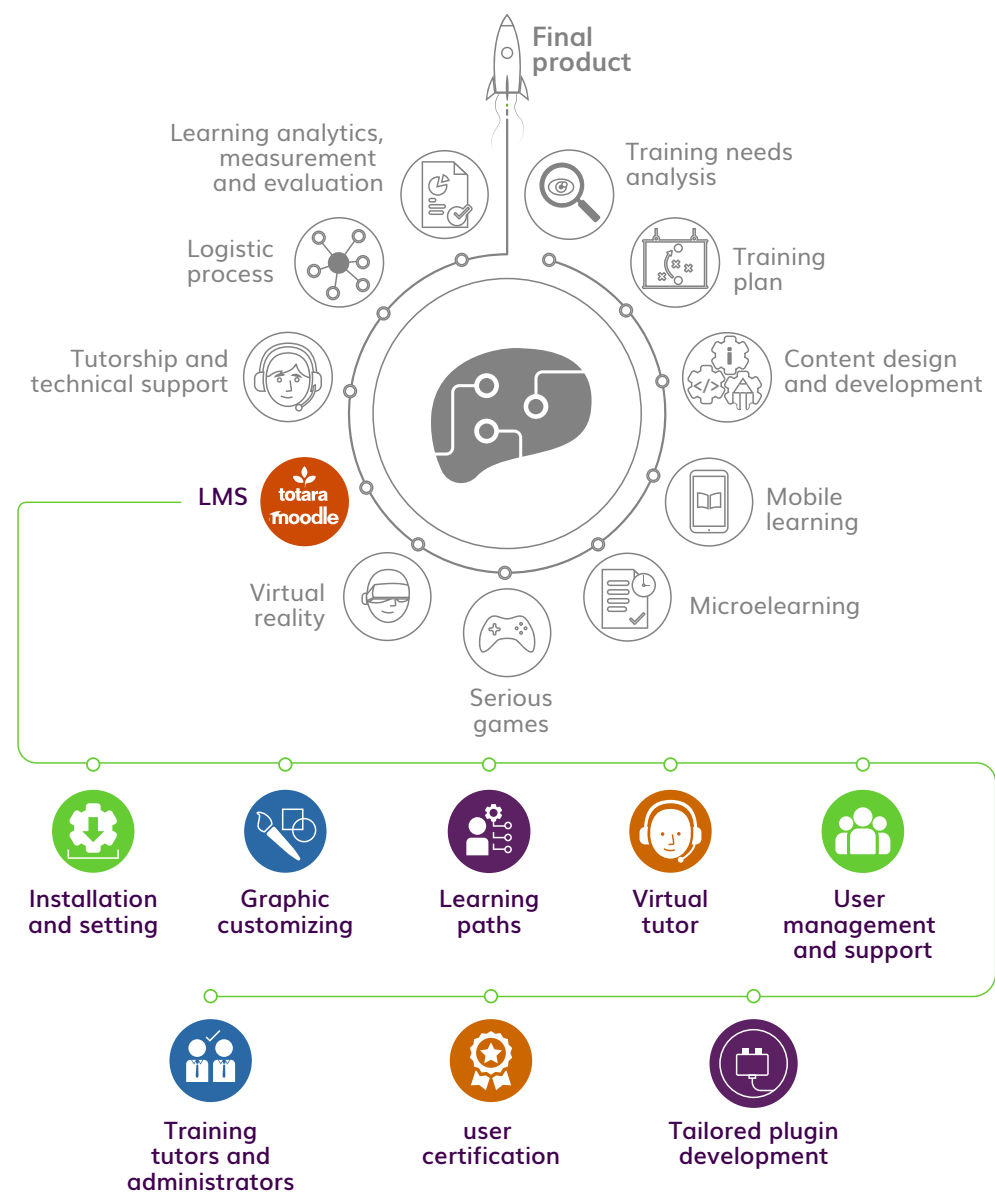 Final
product
Learning analytics,
measurement
and evaluation
Training needs
analysis
Logistic
process
Training
plan
Tutorship and
technical support
Content design
and development
i
</>
LMS
totara
moodle
Mobile
learning
Virtual
reality
Microelearning
Serious
games
Installation
and setting
Graphic
customizing
Learning
paths
Virtual
tutor
User
management
and support
Training
tutors and
administrators
user
certification
Tailored plugin
development